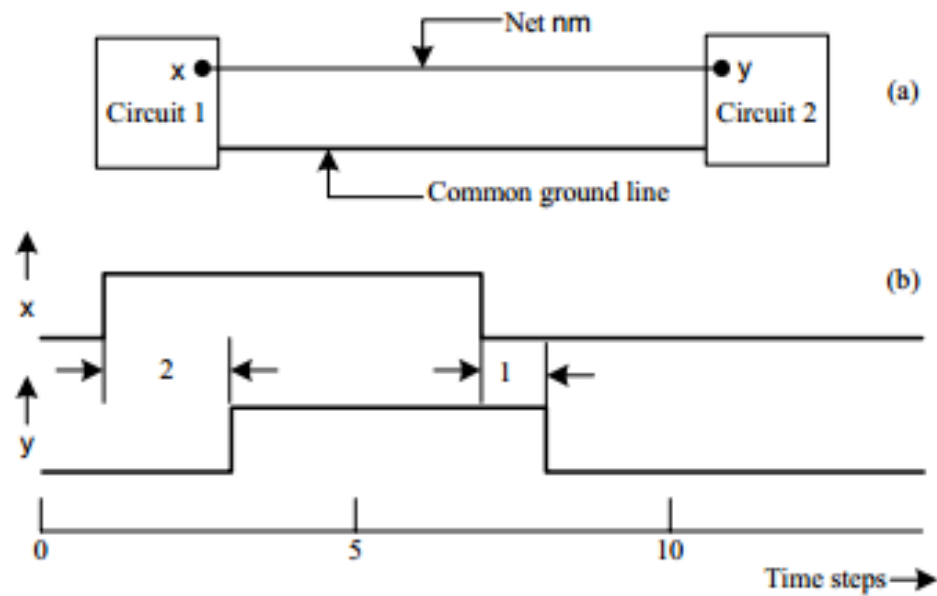 Net nm
x
y
(a)
Circuit 1
Circuit 2
Common ground line
(b)
x
2
1
y
0
5
10
Time steps